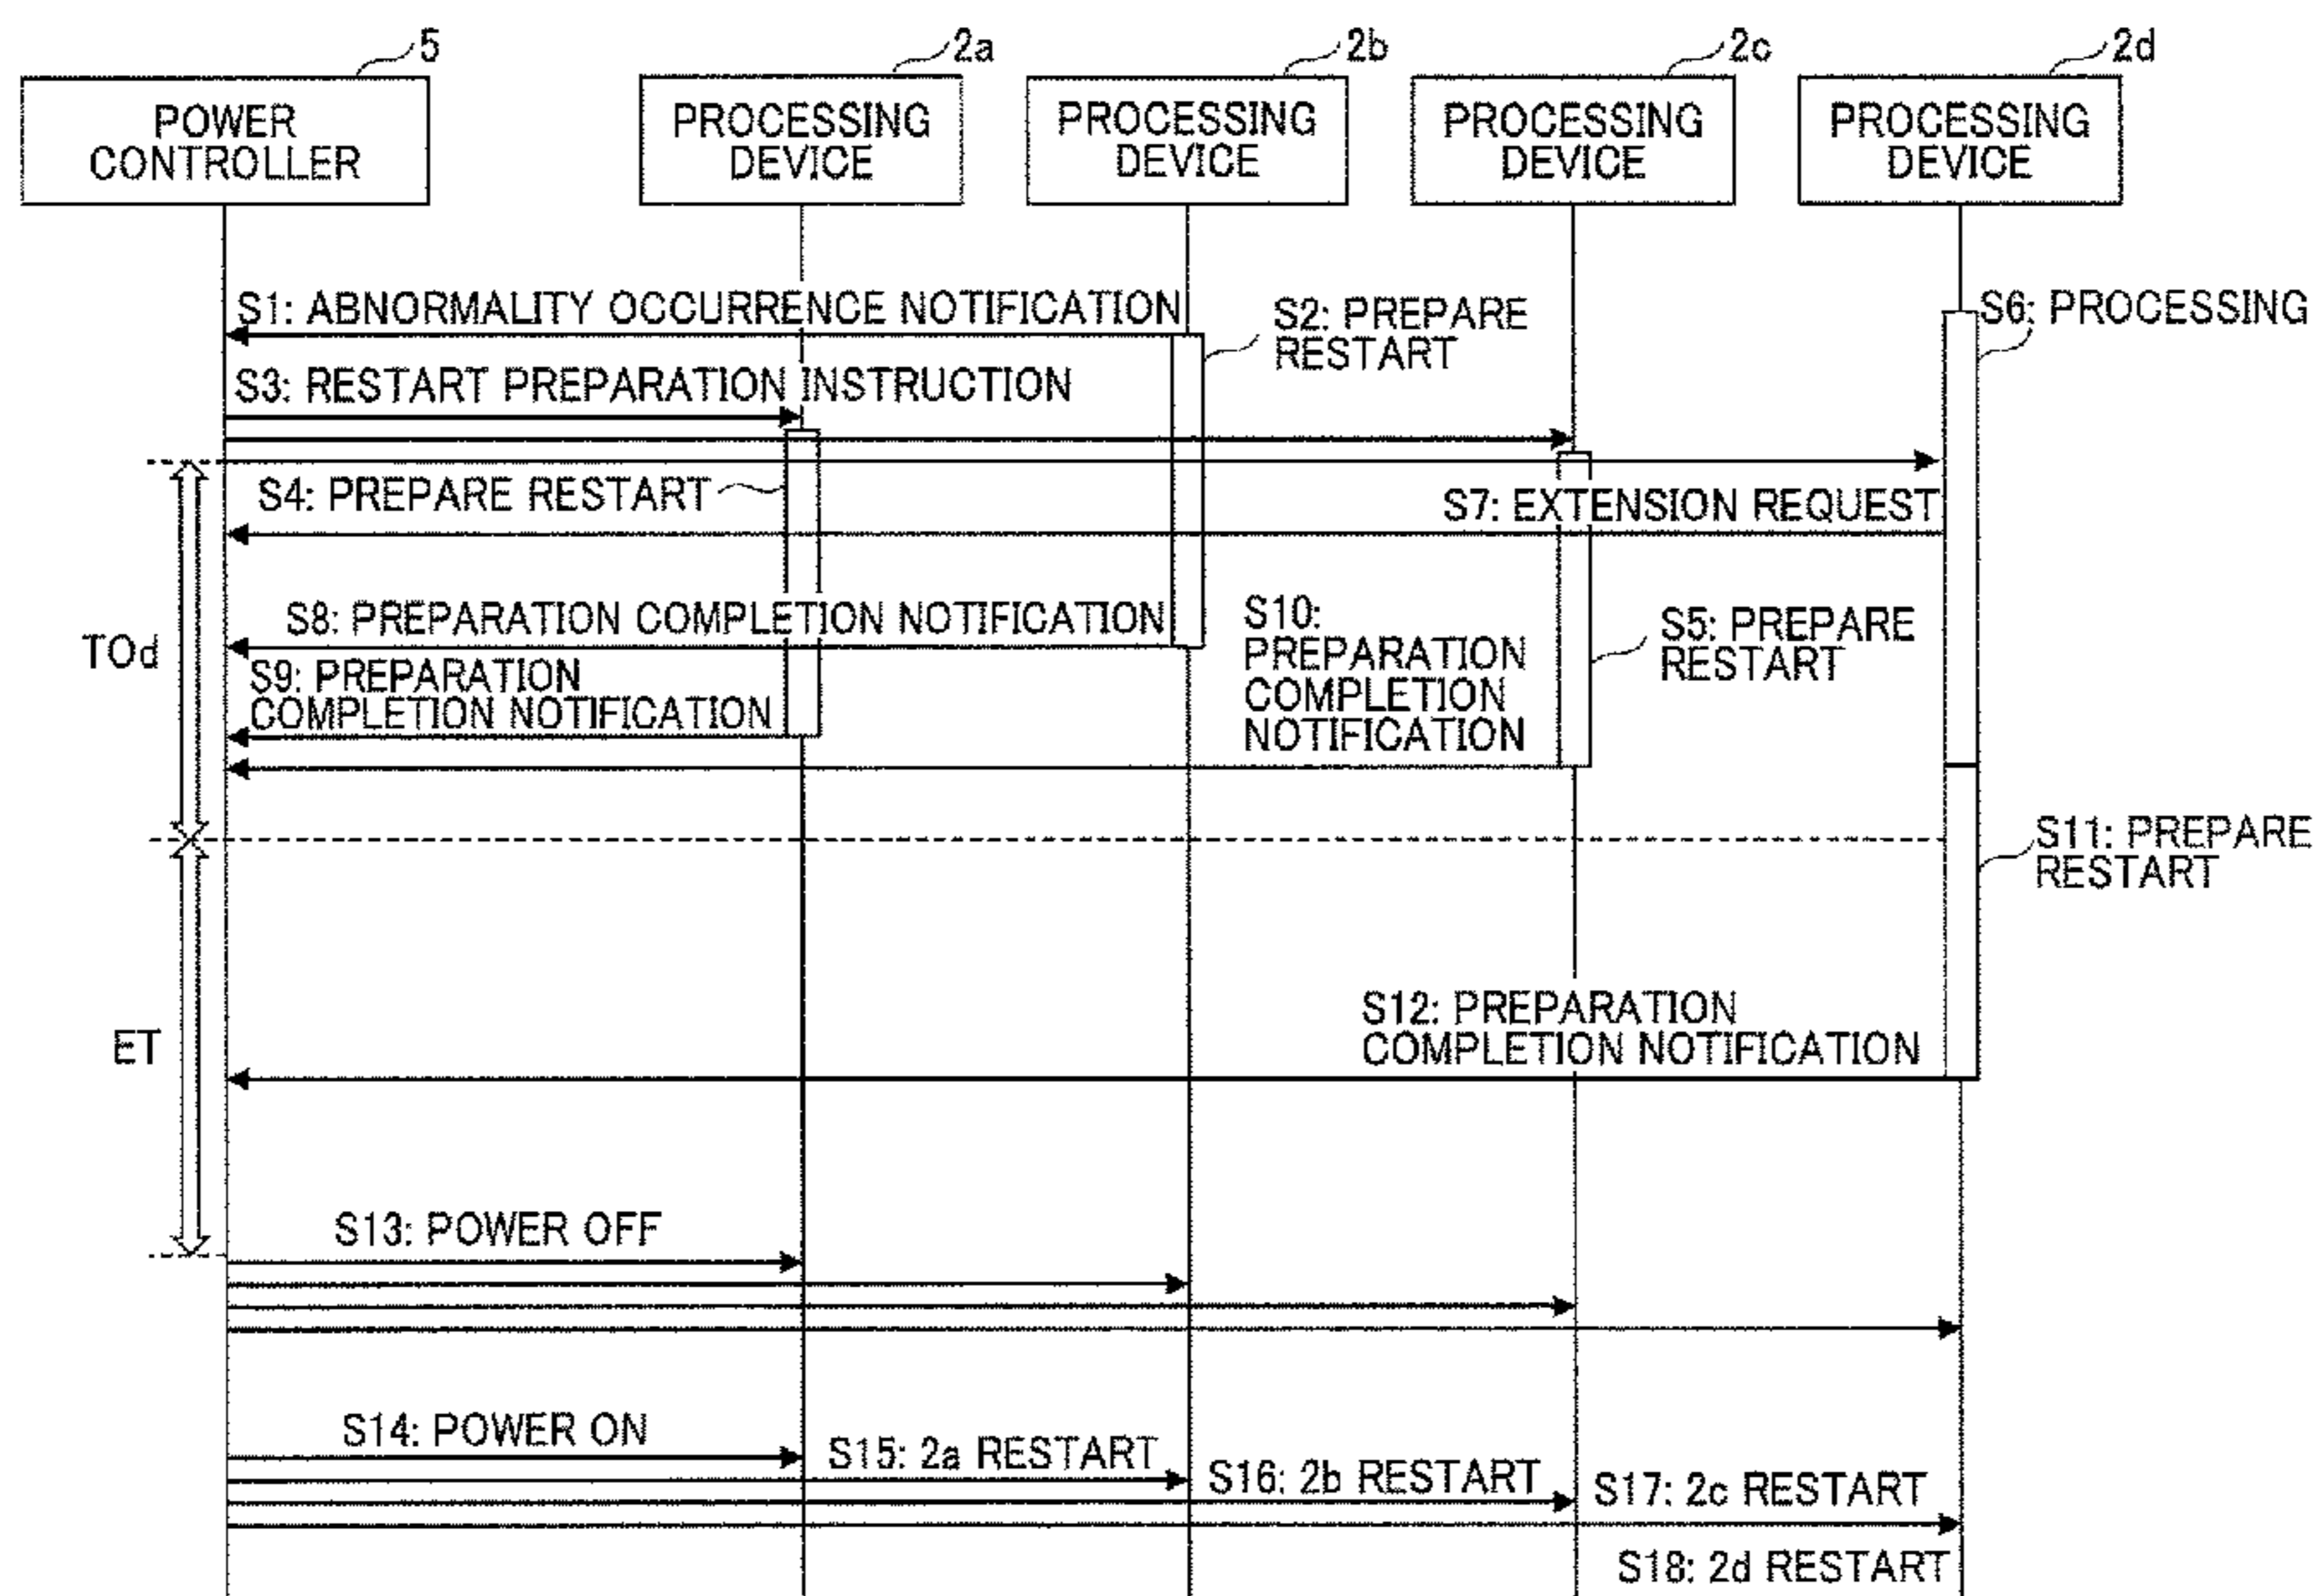 5
2a
2b
2c
2d
POWER
CONTROLLER
PROCESSING
DEVICE
PROCESSING
DEVICE
PROCESSING
DEVICE
PROCESSING
DEVICE
S1: ABNORMALITY OCCURRENCE NOTIFICATION
S2: PREPARE
RESTART
S6: PROCESSING
S3: RESTART PREPARATION INSTRUCTION
S4: PREPARE RESTART
S7: EXTENSION REQUEST
TOd
S8: PREPARATION COMPLETION NOTIFICATION
S10:
PREPARATION
COMPLETION
NOTIFICATION
S5: PREPARE
RESTART
S9: PREPARATION
COMPLETION NOTIFICATION
S11: PREPARE
RESTART
ET
S12: PREPARATION
COMPLETION NOTIFICATION
S13: POWER OFF
S14: POWER ON
S15: 2a RESTART
S16: 2b RESTART
S17: 2c RESTART
S18: 2d RESTART